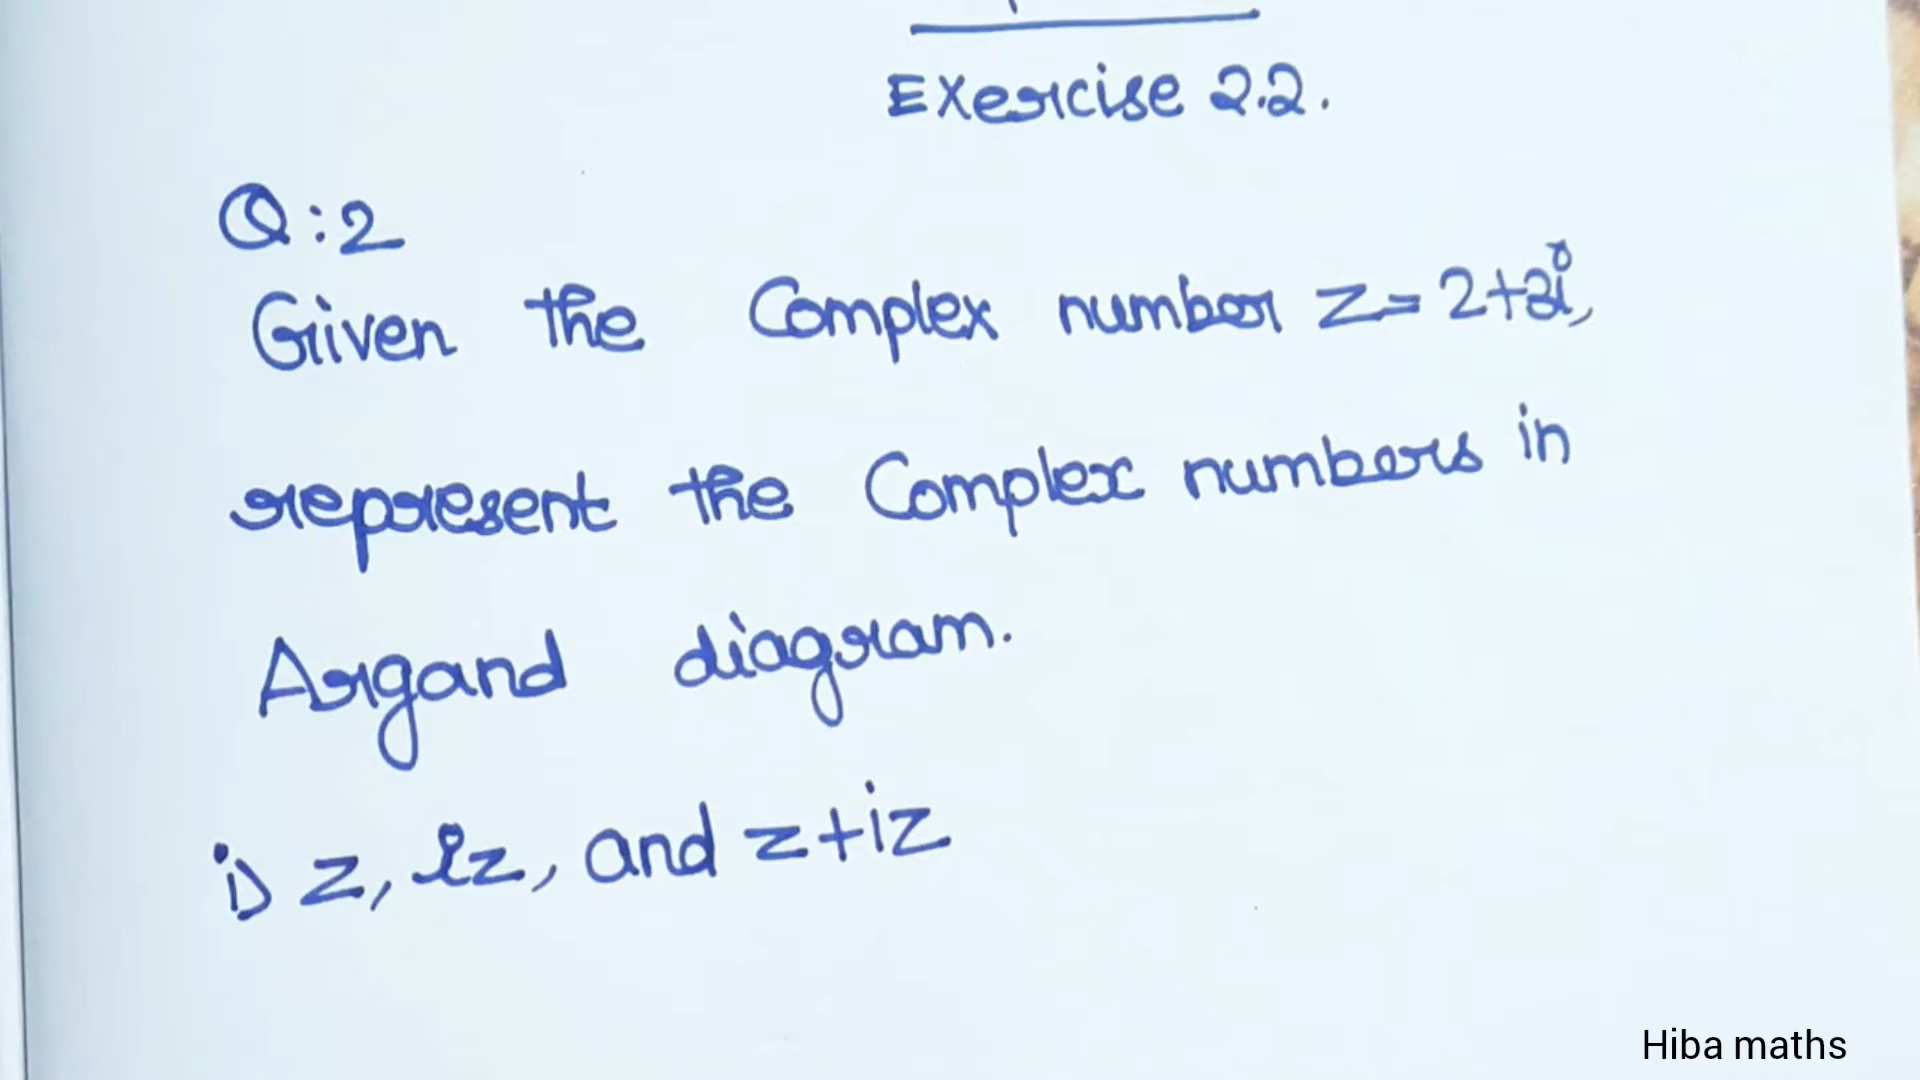 Exercise 2.2.
Q:2
Given the Complex number z=2+3i,
represent the Complex numbers in
Argand diagram.
i) z, iz, and z+iz
Hiba maths